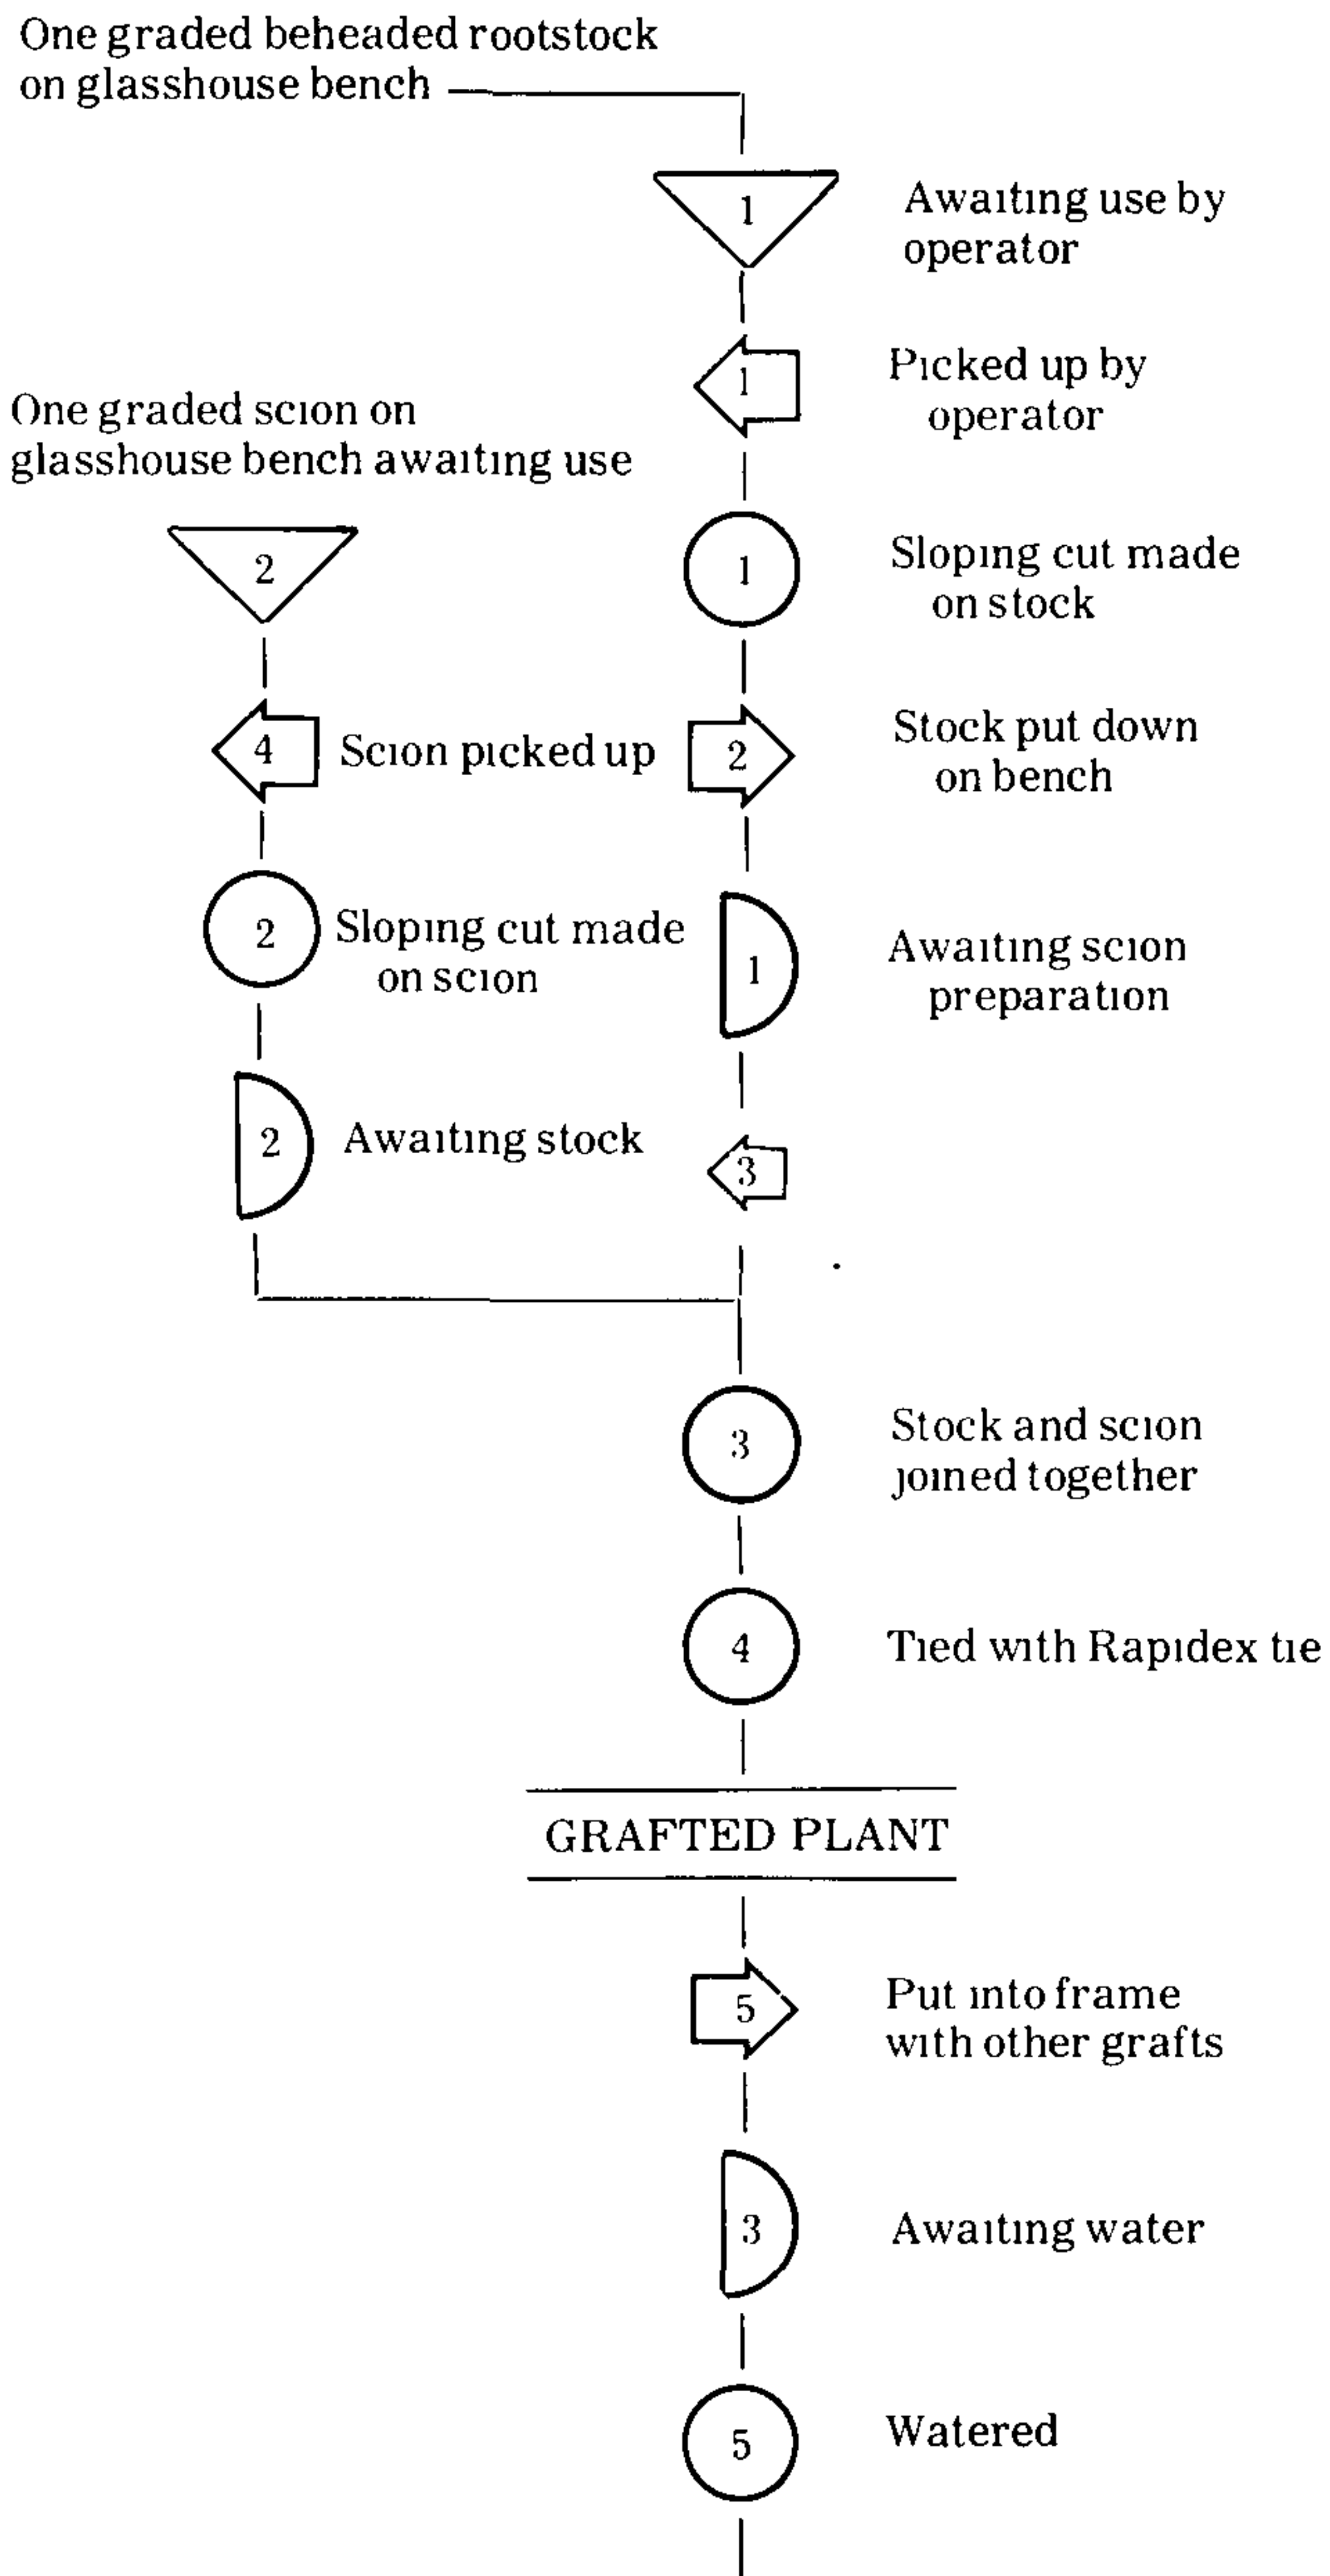 One graded beheaded rootstock
on glasshouse bench
1
Awaiting use by
operator
1
Picked up by
operator
One graded scion on
glasshouse bench awaiting use
2
1
Sloping cut made
on stock
4
Scion picked up
2
Stock put down
on bench
2
Sloping cut made
on scion
1
Awaiting scion
preparation
2
Awaiting stock
3
3
Stock and scion
joined together
4
Tied with Rapidex tie
GRAFTED PLANT
5
Put into frame
with other grafts
3
Awaiting water
5
Watered